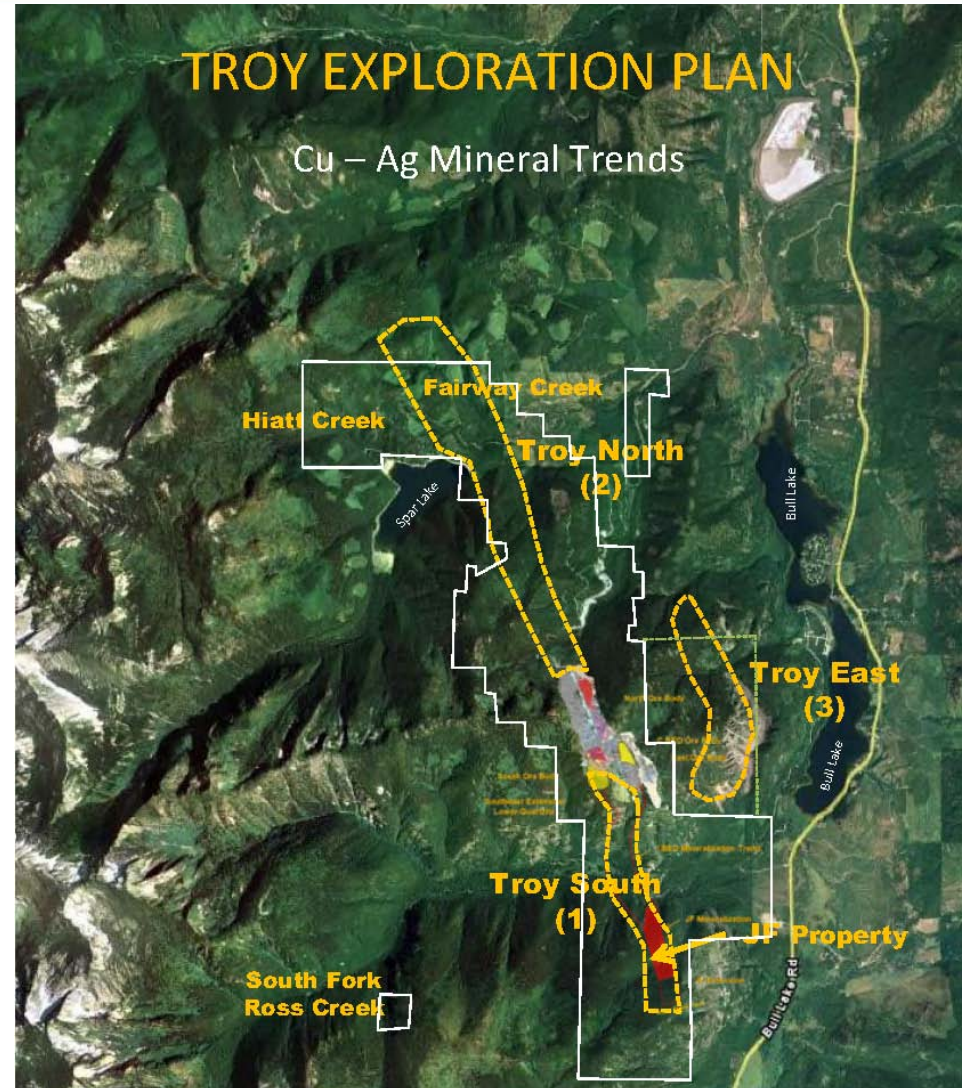 TROY EXPLORATION PLAN
Cu – Ag Mineral Trends
Fairway Creek
Hiatt Creek
Troy North
(2)
Spar Lake
Bull Lake
Troy East
(3)
North Ore Body
South Ore Body
Bull Lake
Troy South
(1)
JF Mineralization
JF Property
South Fork
Ross Creek
Bull Lake Rd